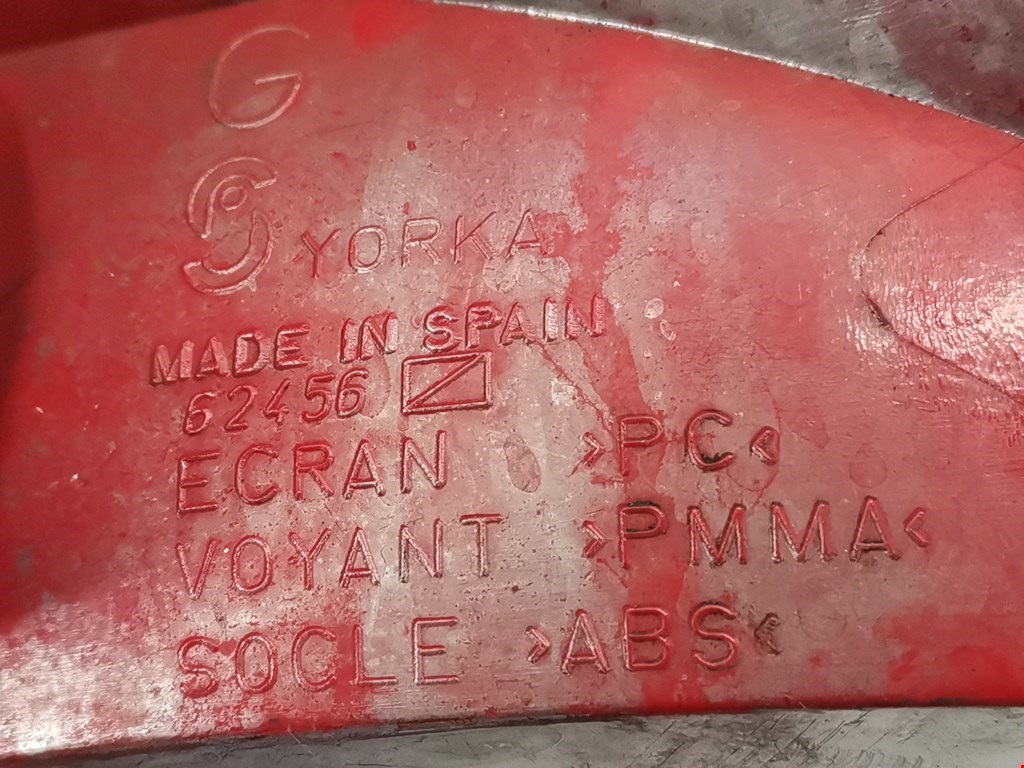 G
YORKA
MADE IN SPAIN
62456
ECRAN >PC<
VOYANT >PMMA<
SOCLE >ABS<